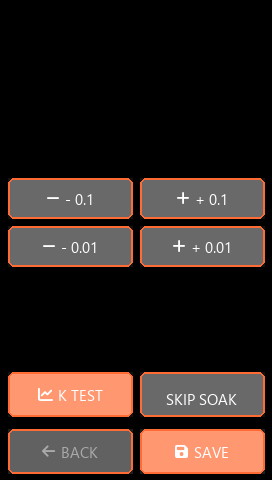 - 0.1
+ 0.1
- 0.01
+ 0.01
K TEST
SKIP SOAK
BACK
SAVE